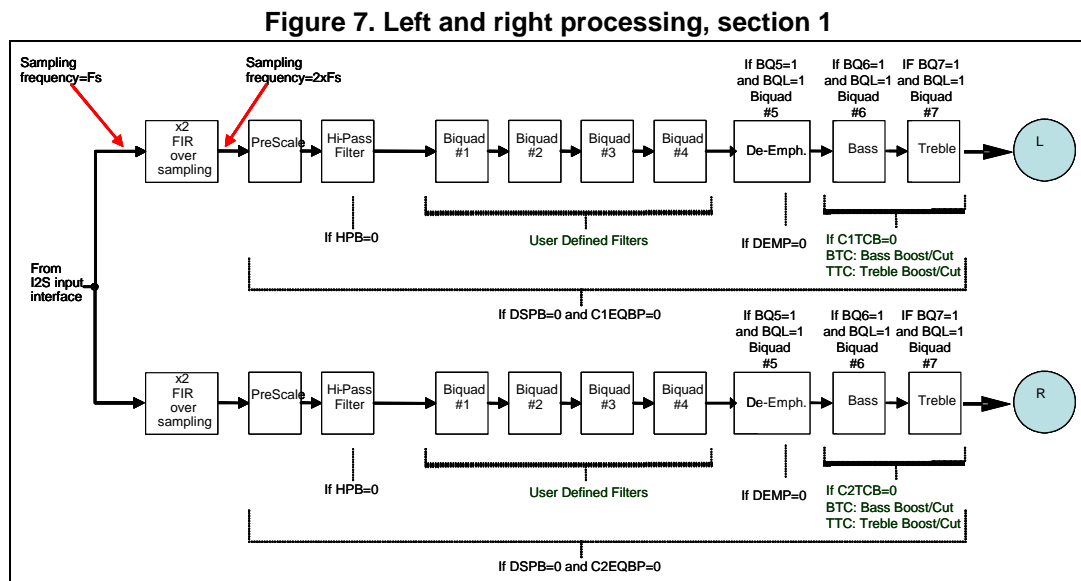 Figure 7. Left and right processing, section 1
Sampling
frequency=Fs
Sampling
frequency=2xFs
If BQ5=1
and BQL=1
Biquad
#5
If BQ6=1
and BQL=1
Biquad
#6
IF BQ7=1
and BQL=1
Biquad
#7
x2
FIR
over
sampling
PreScale
Hi-Pass
Filter
Biquad
#1
Biquad
#2
Biquad
#3
Biquad
#4
De-Emph.
Bass
Treble
L
If HPB=0
User Defined Filters
If DEMP=0
If C1TCB=0
BTC: Bass Boost/Cut
TTC: Treble Boost/Cut
From
I2S input
interface
If DSPB=0 and C1EQBP=0
If BQ5=1
and BQL=1
Biquad
#5
If BQ6=1
and BQL=1
Biquad
#6
IF BQ7=1
and BQL=1
Biquad
#7
x2
FIR
over
sampling
PreScale
Hi-Pass
Filter
Biquad
#1
Biquad
#2
Biquad
#3
Biquad
#4
De-Emph.
Bass
Treble
R
If HPB=0
User Defined Filters
If DEMP=0
If C2TCB=0
BTC: Bass Boost/Cut
TTC: Treble Boost/Cut
If DSPB=0 and C2EQBP=0